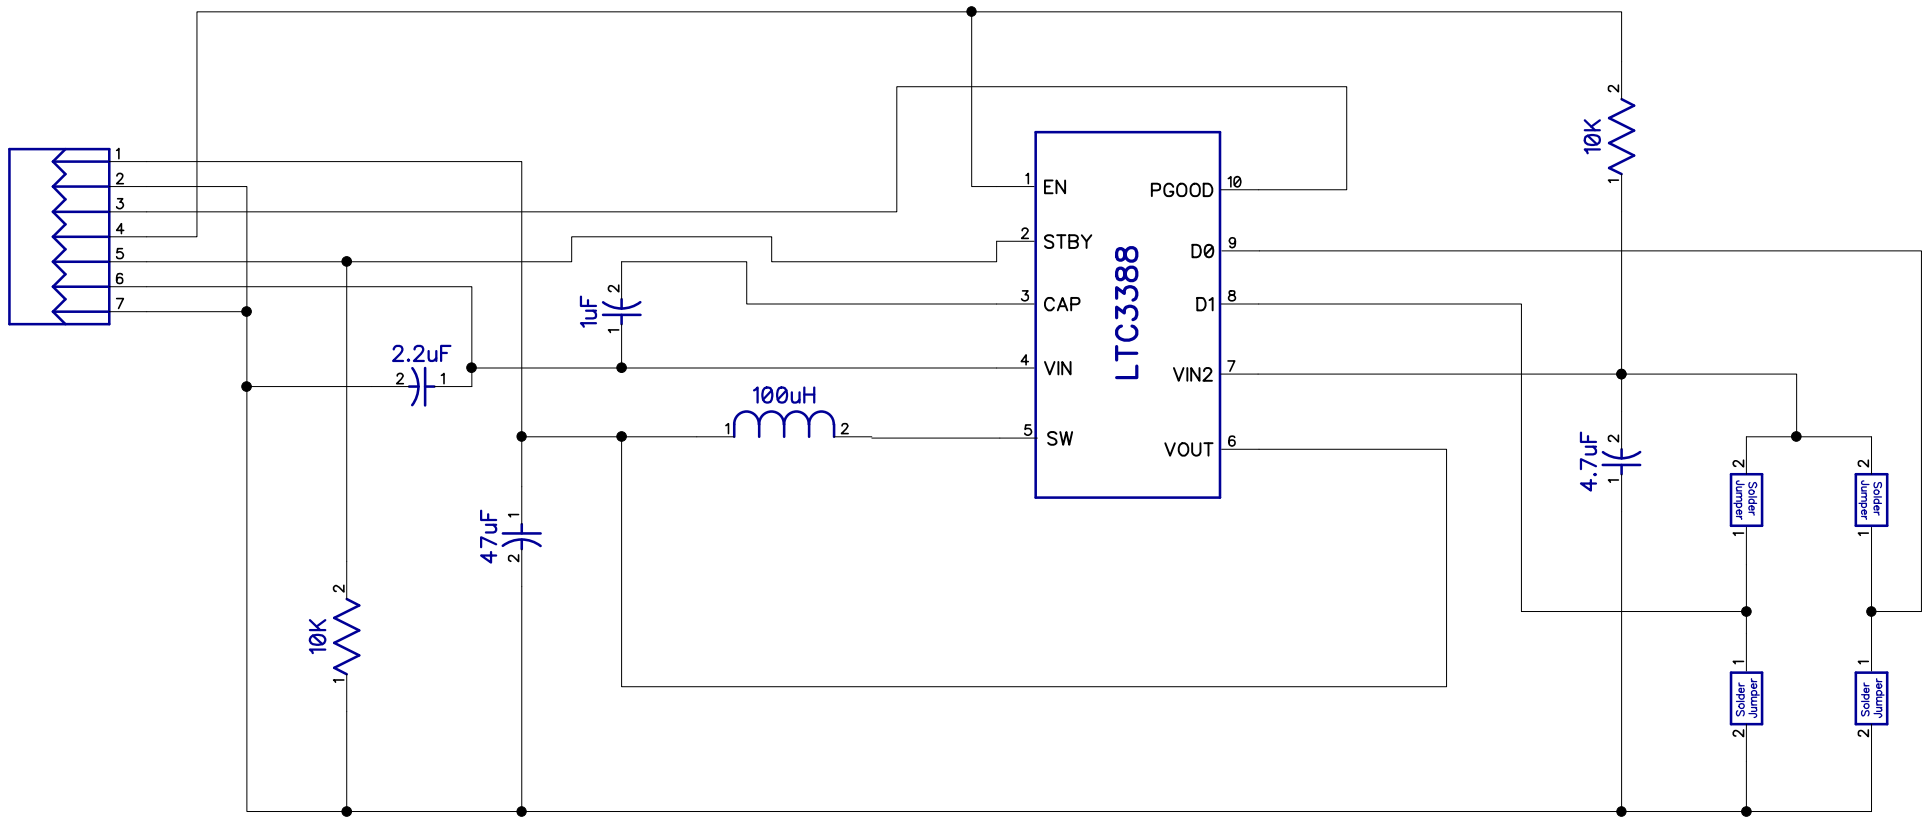 2
10K
1
1
2
3
4
5
6
7
1 EN
2 STBY
3 CAP
4 VIN
5 SW
LTC3388
PGOOD 10
D0 9
D1 8
VIN2 7
VOUT 6
2
1uF
1
2.2uF
2 1
100uH
1 2
2
4.7uF
1
2
Solder
Jumper
1
2
Solder
Jumper
1
1
47uF
2
2
10K
1
1
Solder
Jumper
2
1
Solder
Jumper
2